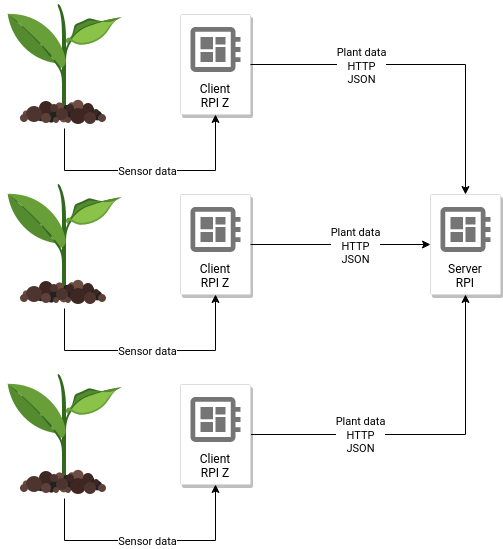 Client
RPI Z
Plant data
HTTP
JSON
Sensor data
Client
RPI Z
Plant data
HTTP
JSON
Server
RPI
Sensor data
Client
RPI Z
Plant data
HTTP
JSON
Sensor data